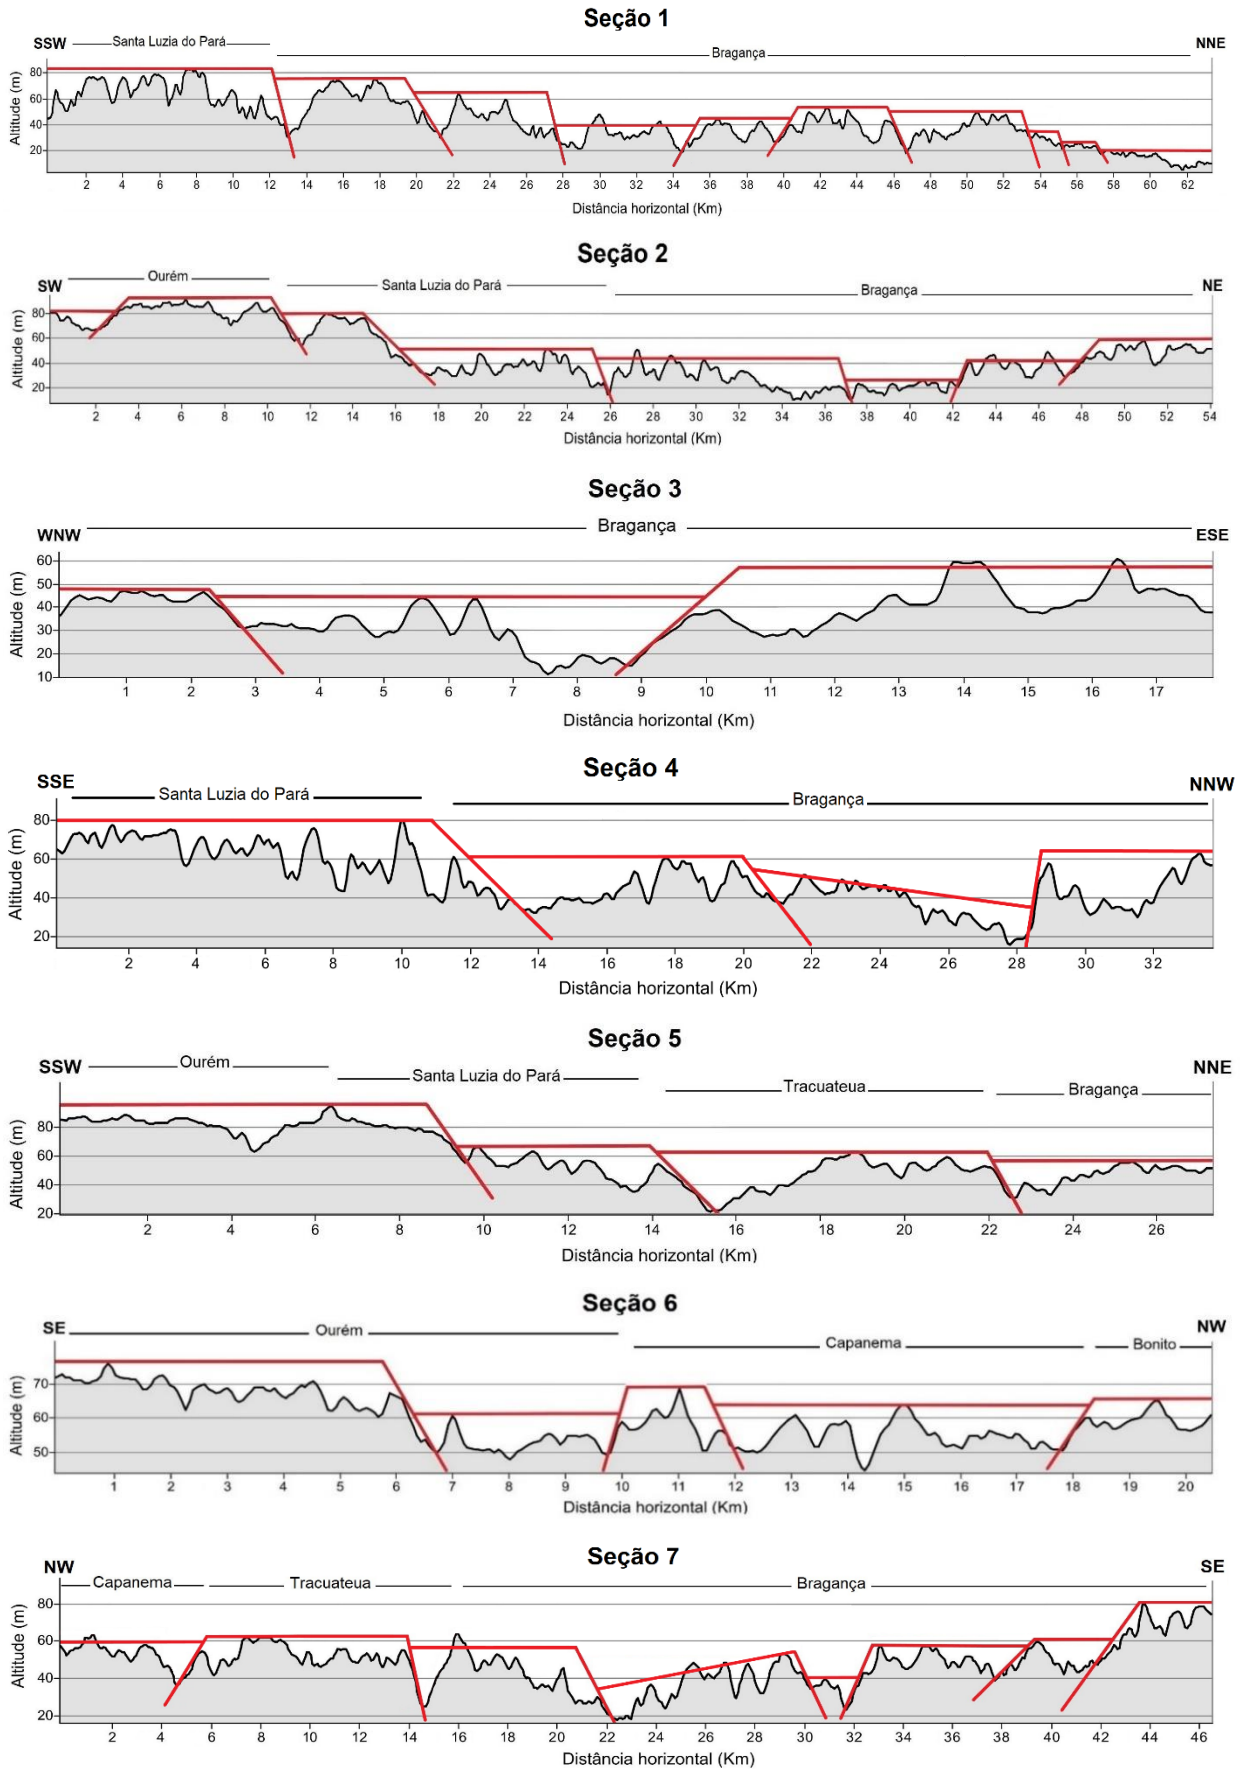 Seção 1
SSW Santa Luzia do Pará Bragança NNE
Altitude (m)
80
60
40
20
2 4 6 8 10 12 14 16 18 20 22 24 26 28 30 32 34 36 38 40 42 44 46 48 50 52 54 56 58 60 62
Distância horizontal (Km)
Seção 2
SW Ourém Santa Luzia do Pará Bragança NE
Altitude (m)
80
60
40
20
2 4 6 8 10 12 14 16 18 20 22 24 26 28 30 32 34 36 38 40 42 44 46 48 50 52 54
Distância horizontal (Km)
Seção 3
WNW Bragança ESE
Altitude (m)
60
50
40
30
20
10
1 2 3 4 5 6 7 8 9 10 11 12 13 14 15 16 17
Distância horizontal (Km)
Seção 4
SSE Santa Luzia do Pará Bragança NNW
Altitude (m)
80
60
40
20
2 4 6 8 10 12 14 16 18 20 22 24 26 28 30 32
Distância horizontal (Km)
Seção 5
SSW Ourém Santa Luzia do Pará Tracuateua Bragança NNE
Altitude (m)
80
60
40
20
2 4 6 8 10 12 14 16 18 20 22 24 26
Distância horizontal (Km)
Seção 6
SE Ourém Capanema Bonito NW
Altitude (m)
70
60
50
1 2 3 4 5 6 7 8 9 10 11 12 13 14 15 16 17 18 19 20
Distância horizontal (Km)
Seção 7
NW Capanema Tracuateua Bragança SE
Altitude (m)
80
60
40
20
2 4 6 8 10 12 14 16 18 20 22 24 26 28 30 32 34 36 38 40 42 44 46
Distância horizontal (Km)